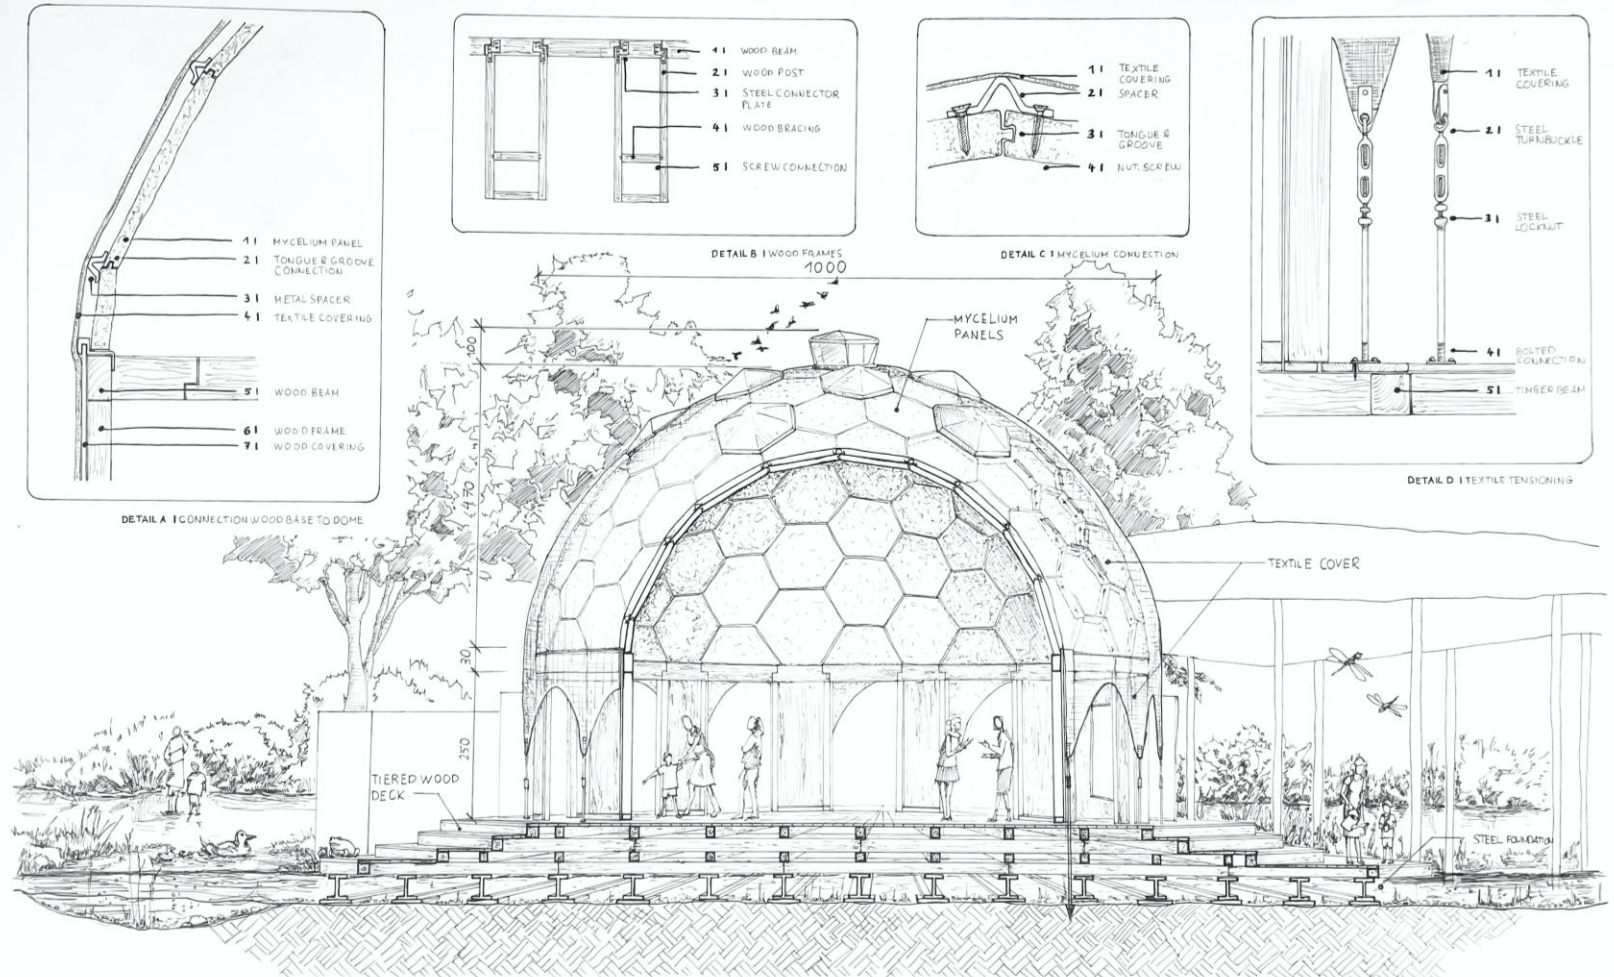 1 | MYCELIUM PANEL
2 | TONGUE & GROOVE
CONNECTION
3 | METAL SPACER
4 | TEXTILE COVERING
5 | WOOD BEAM
6 | WOOD FRAME
7 | WOOD COVERING
DETAIL A | CONNECTION WOOD BASE TO DOME
1 | WOOD BEAM
2 | WOOD POST
3 | STEEL CONNECTOR
PLATE
4 | WOOD BRACING
5 | SCREW CONNECTION
DETAIL B | WOOD FRAMES
1 | TEXTILE
COVERING
2 | SPACER
3 | TONGUE &
GROOVE
4 | NUT SCREW
DETAIL C | MYCELIUM CONNECTION
1 | TEXTILE
COVERING
2 | STEEL
TURNBUCKLE
3 | STEEL
LOCKNUT
4 | BOLTED
CONNECTION
5 | TIMBER BEAM
DETAIL D | TEXTILE TENSIONING
1000
100
470
30
250
MYCELIUM
PANELS
TEXTILE COVER
TIERED WOOD
DECK
STEEL FOUNDATION